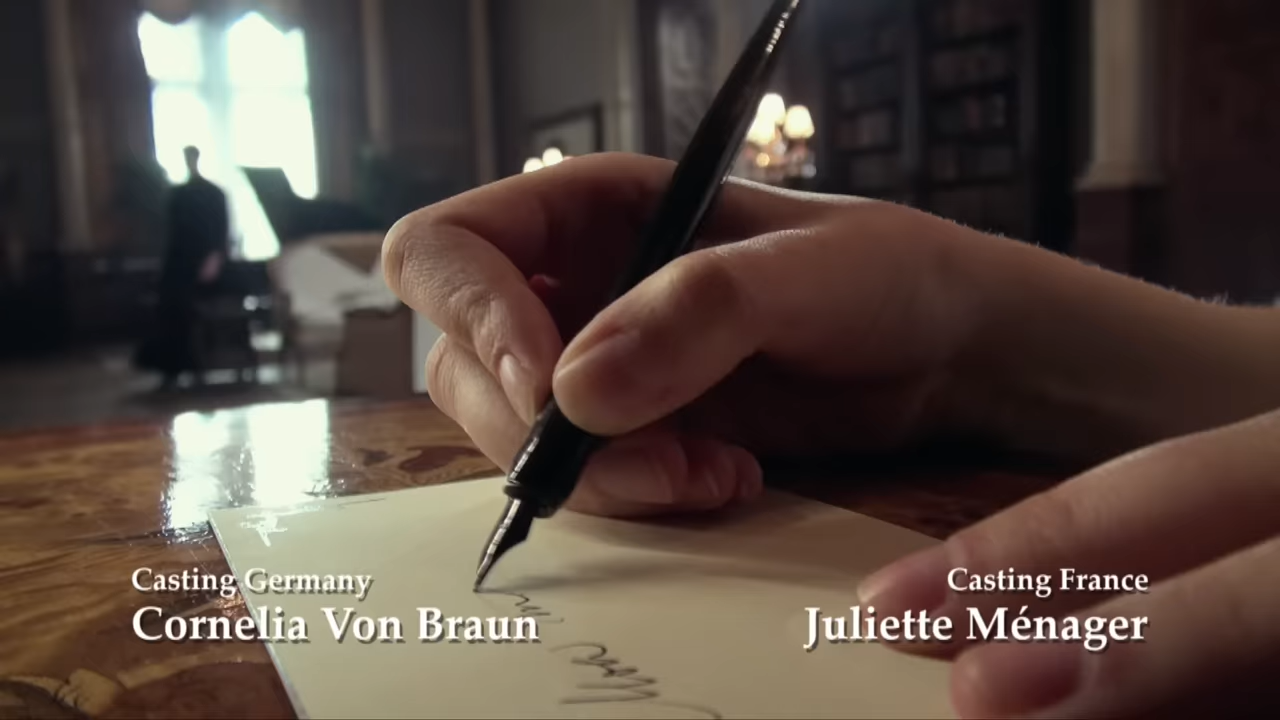 Casting Germany
Cornelia Von Braun
Casting France
Juliette Ménager